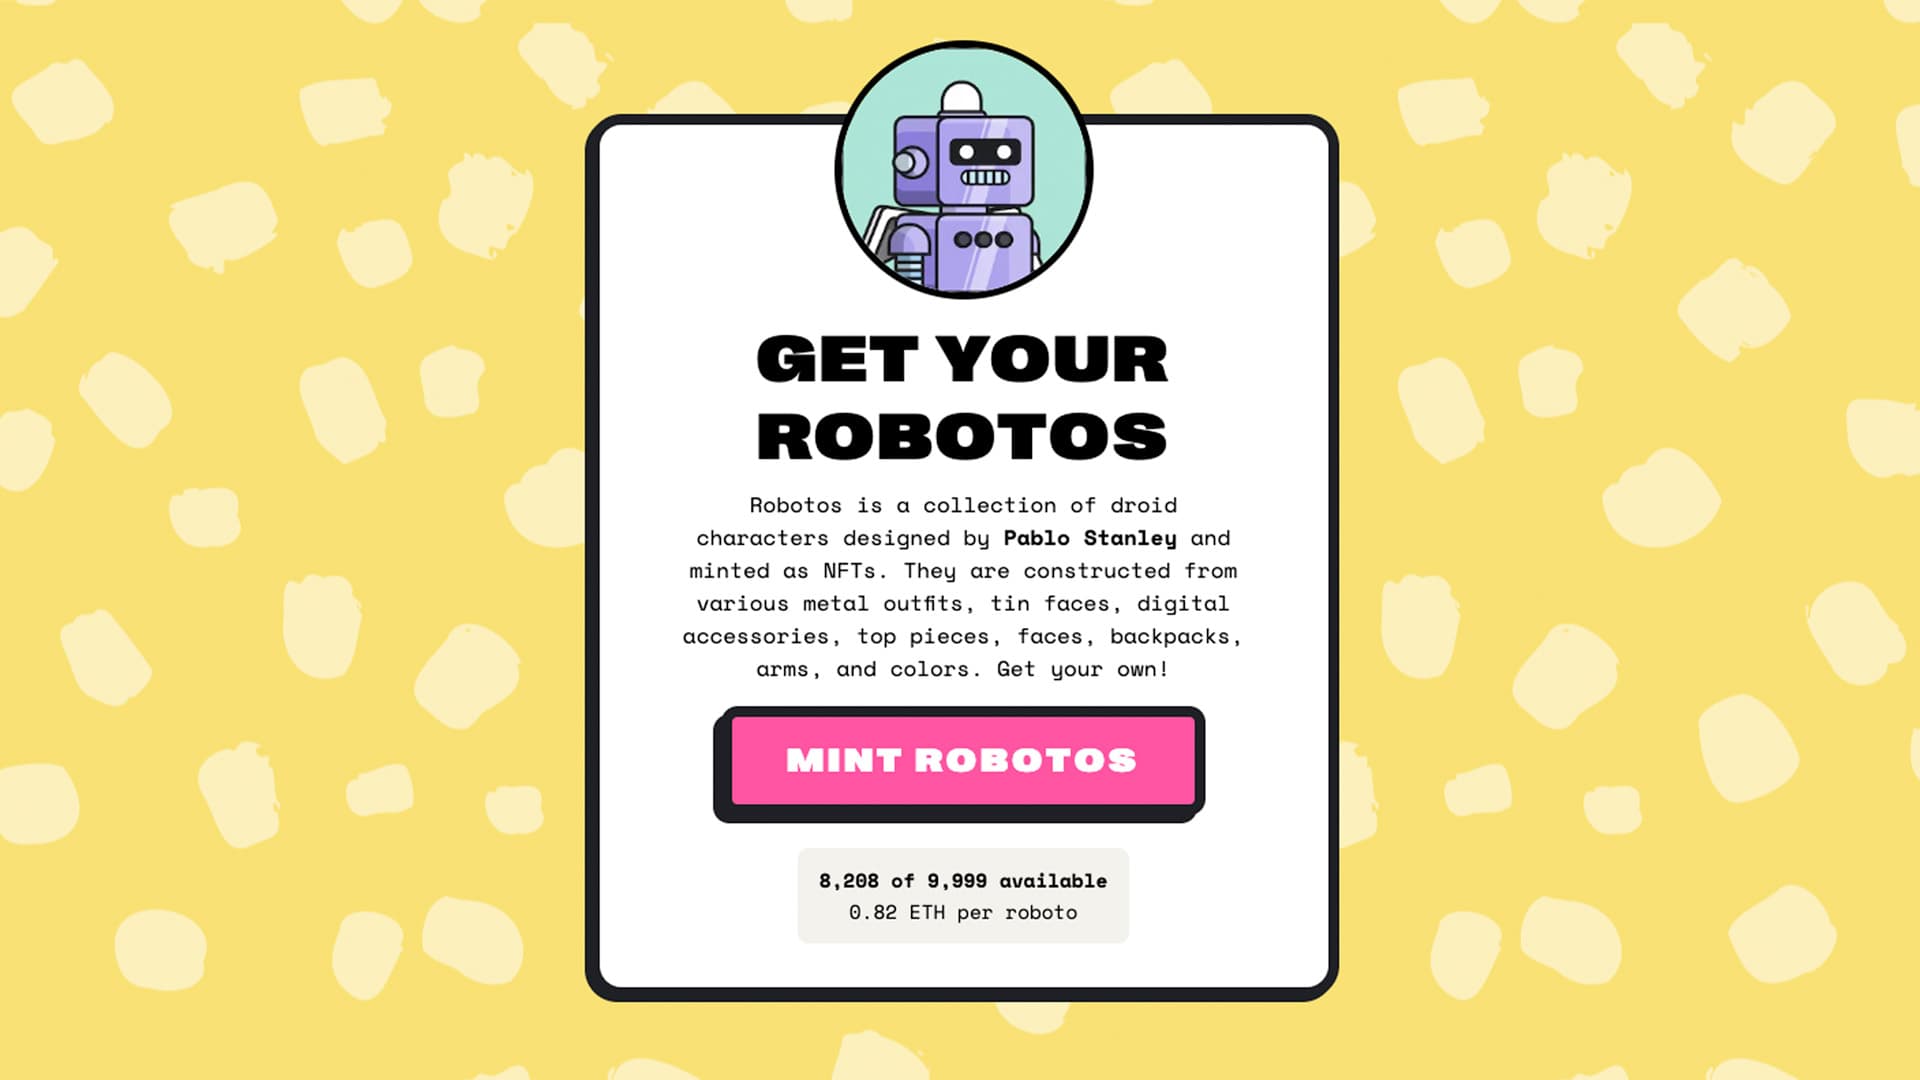 GET YOUR
ROBOTOS
Robotos is a collection of droid
characters designed by Pablo Stanley and
minted as NFTs. They are constructed from
various metal outfits, tin faces, digital
accessories, top pieces, faces, backpacks,
arms, and colors. Get your own!
MINT ROBOTOS
8,208 of 9,999 available
0.82 ETH per roboto